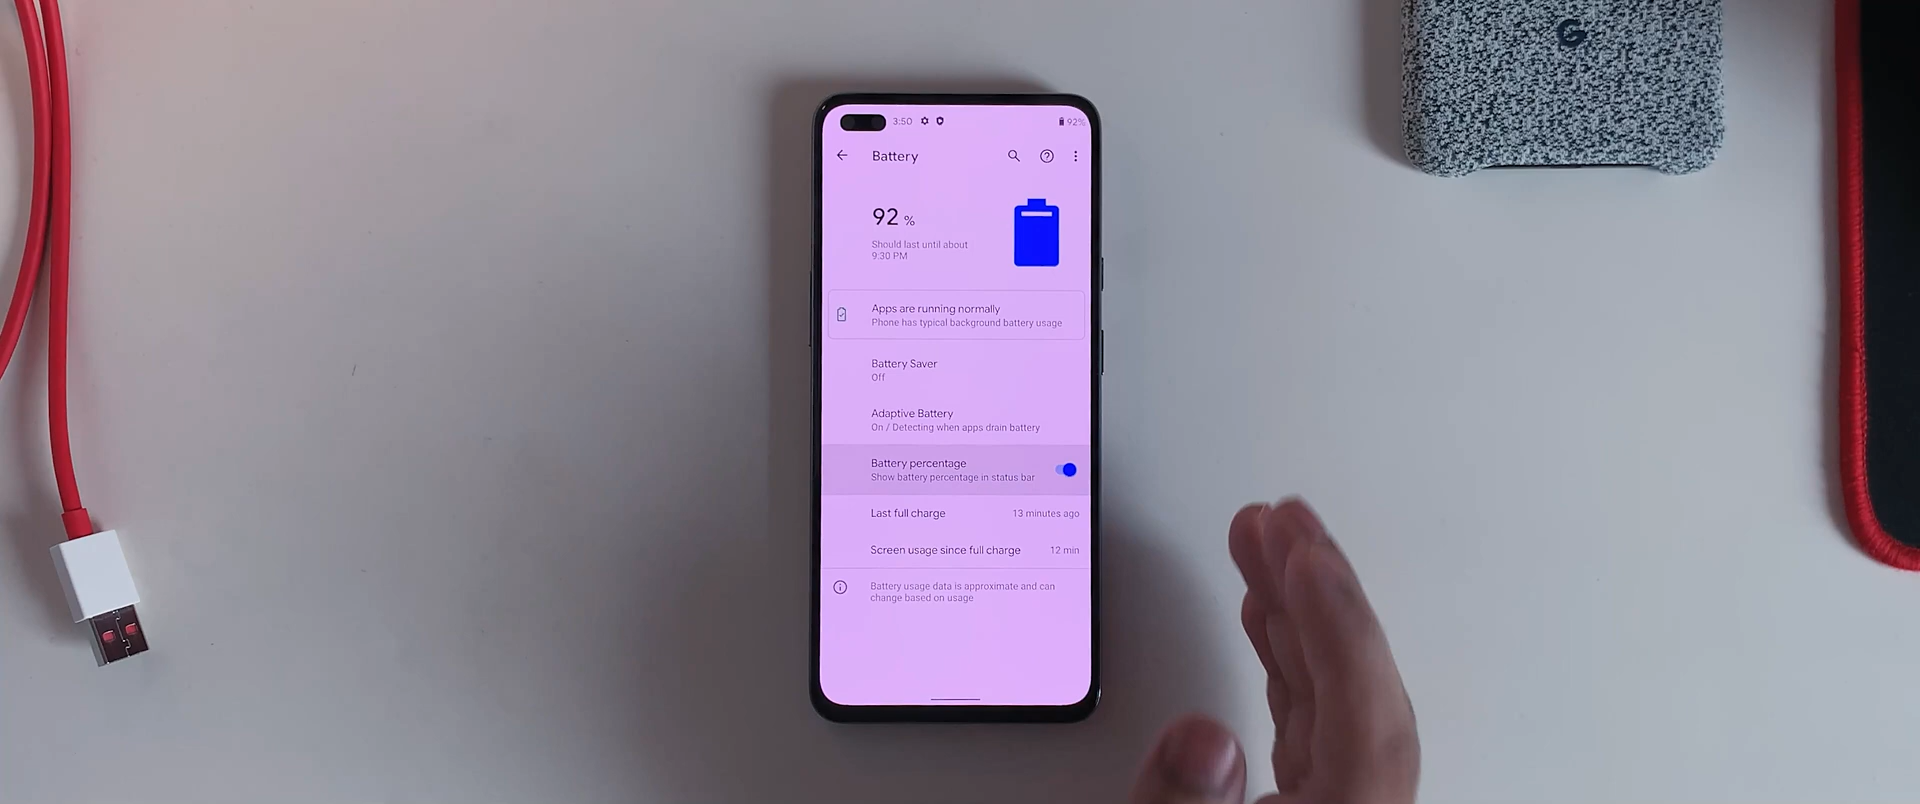 3:50 92%
Battery
92 %
Should last until about
9:30 PM
Apps are running normally
Phone has typical background battery usage
Battery Saver
Off
Adaptive Battery
On / Detecting when apps drain battery
Battery percentage
Show battery percentage in status bar
Last full charge 13 minutes ago
Screen usage since full charge 12 min
Battery usage data is approximate and can
change based on usage
G